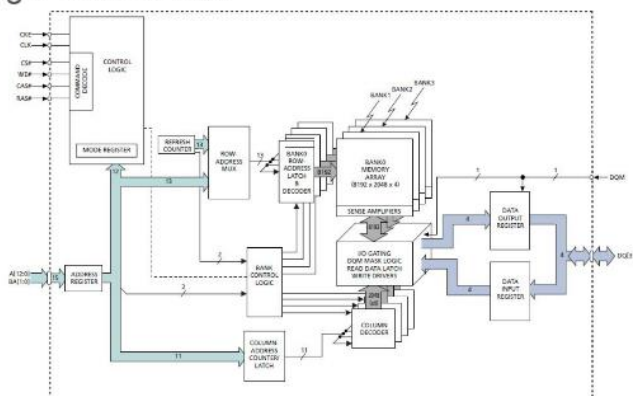 CKE
CLK
CS#
WD#
CAS#
RAS#
COMMAND
DECODE
CONTROL
LOGIC
MODE REGISTER
12
REFRESH
COUNTER
13
ROW
ADDRESS
MUX
13
BANK0
ROW
ADDRESS
LATCH
&
DECODER
8192
BANK1
BANK2
BANK3
BANK0
MEMORY
ARRAY
(8192 x 2048 x 4)
SENSE AMPLIFIERS
8192
I/O GATING
DQM MASK LOGIC
READ DATA LATCH
WRITE DRIVERS
1
1
DQM
4
DATA
OUTPUT
REGISTER
4
DATA
INPUT
REGISTER
4
A[12:0]
BA[1:0]
15
ADDRESS
REGISTER
2
2
BANK
CONTROL
LOGIC
2048
COLUMN
DECODER
COLUMN
ADDRESS
COUNTER/
LATCH
11
11